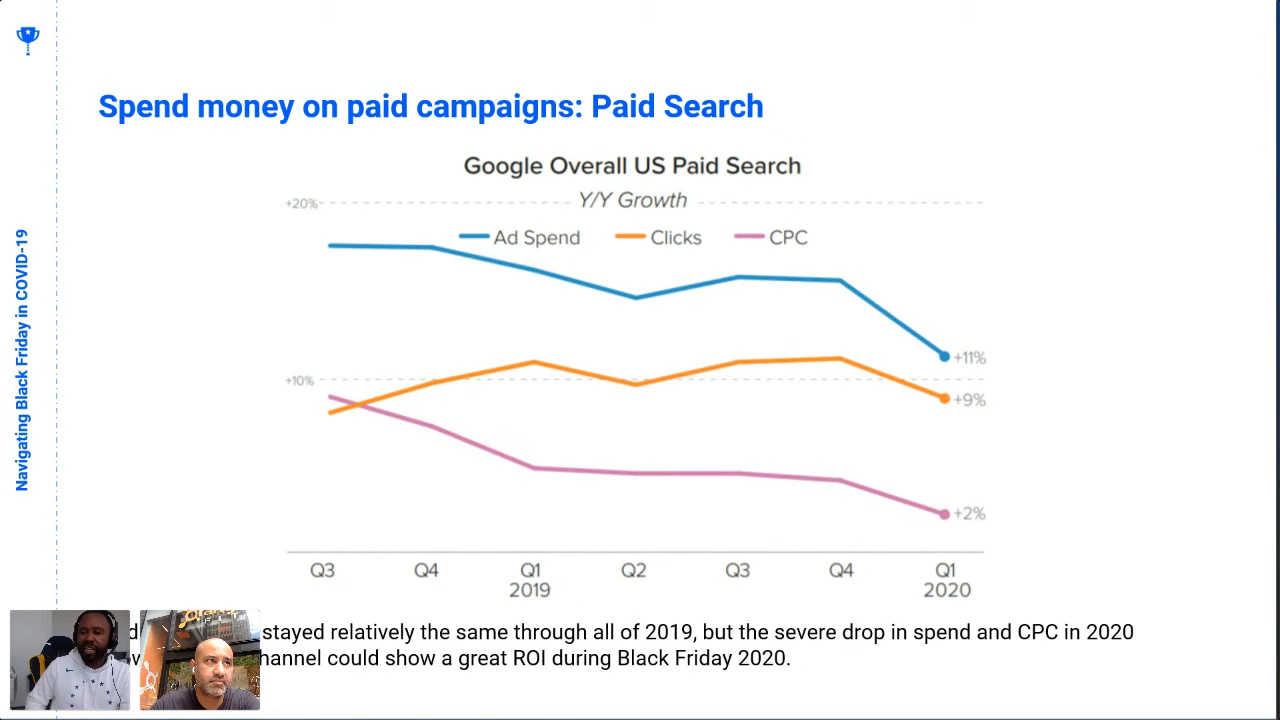 Spend money on paid campaigns: Paid Search
Navigating Black Friday in COVID-19
Google Overall US Paid Search
Y/Y Growth
+20%
Ad Spend Clicks CPC
+10%
+11%
+9%
+2%
Q3 Q4 Q1 Q2 Q3 Q4 Q1
2019 2020
stayed relatively the same through all of 2019, but the severe drop in spend and CPC in 2020
could show a great ROI during Black Friday 2020.